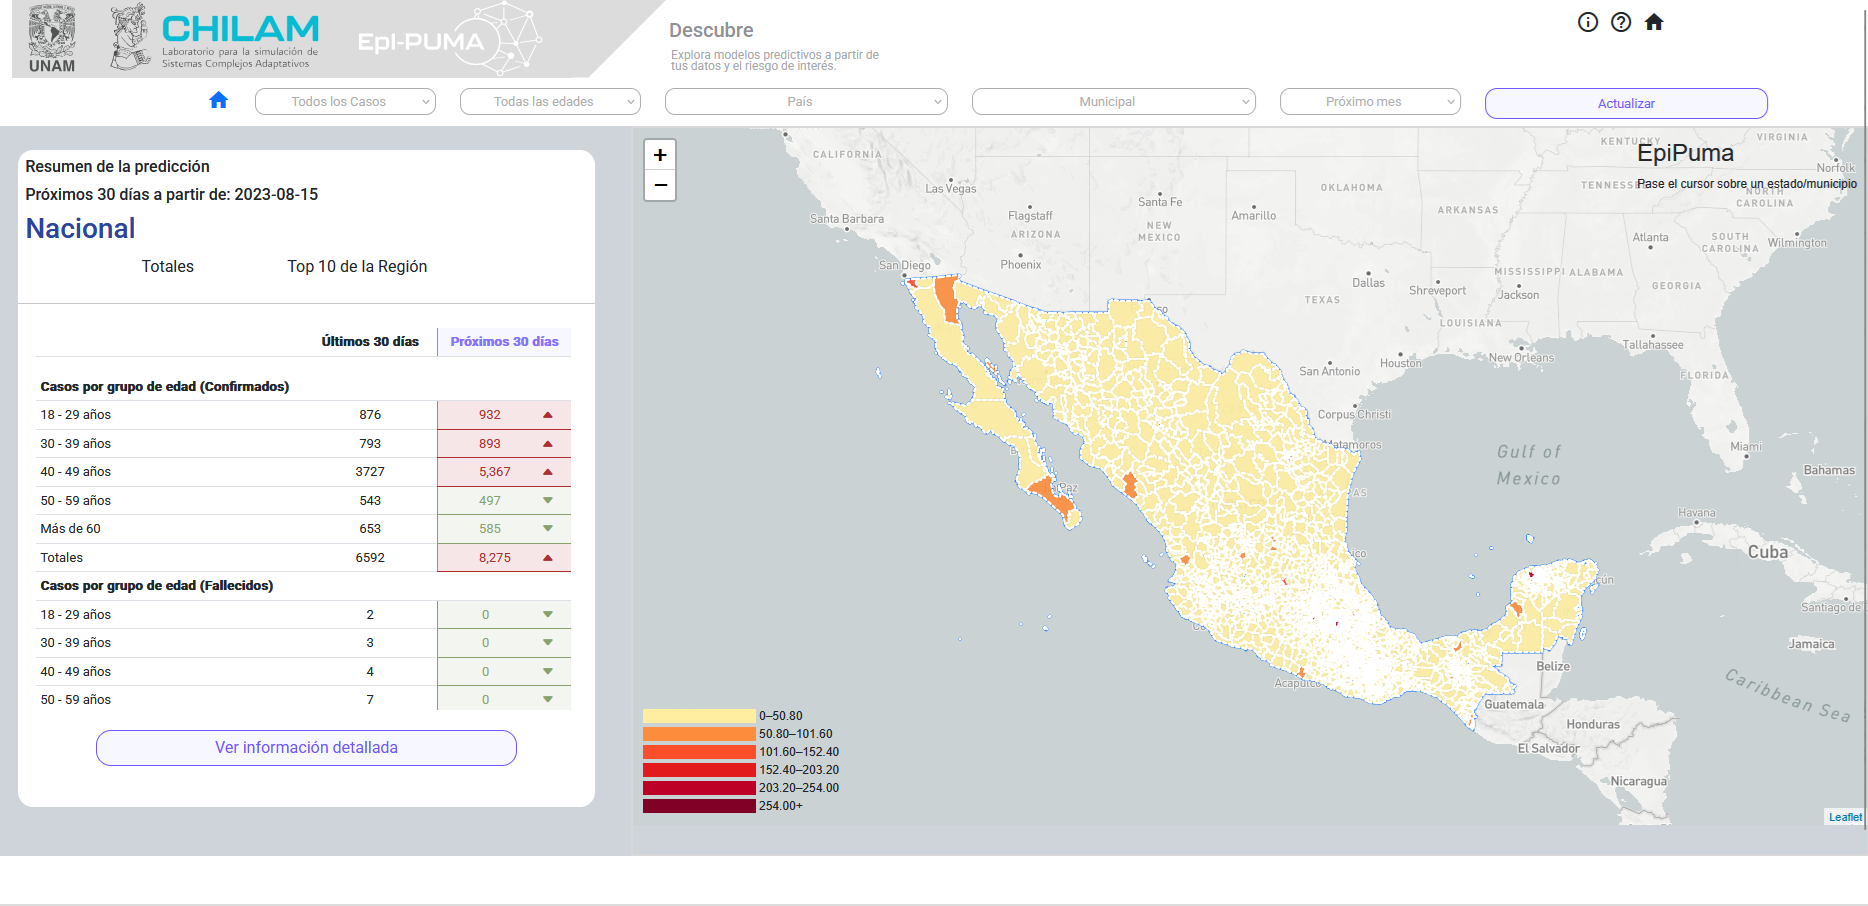 UNAM
CHILAM
Laboratorio para la simulación de
Sistemas Complejos Adaptativos
EpI-PUMA
Descubre
Explora modelos predictivos a partir de
tus datos y el riesgo de interés.
Todos los Casos
Todas las edades
País
Municipal
Próximo mes
Actualizar
Resumen de la predicción
Próximos 30 días a partir de: 2023-08-15
Nacional
Totales Top 10 de la Región
Últimos 30 días Próximos 30 días
Casos por grupo de edad (Confirmados)
18 - 29 años 876 932
30 - 39 años 793 893
40 - 49 años 3727 5,367
50 - 59 años 543 497
Más de 60 653 585
Totales 6592 8,275
Casos por grupo de edad (Fallecidos)
18 - 29 años 2 0
30 - 39 años 3 0
40 - 49 años 4 0
50 - 59 años 7 0
Ver información detallada
+
−
EpiPuma
Pase el cursor sobre un estado/municipio
KENTUCKY
VIRGINIA
CALIFORNIA
Norfolk
Las Vegas
OKLAHOMA
TENNESSE
NORTH
CAROLINA
Santa Fe
ARKANSAS
Santa Barbara
Flagstaff
Amarillo
ARIZONA
NEW
MEXICO
Atlanta
SOUTH
CAROLINA
Wilmington
San Diego
Phoenix
MISSISSIPPI
ALABAMA
Dallas
Shreveport
Jackson
GEORGIA
TEXAS
LOUISIANA
Tallahassee
Houston
New Orleans
San Antonio
FLORIDA
Corpus Christi
Matamoros
Miami
Gulf of
Mexico
Bahamas
Paz
AS
Havana
Cuba
ico
cún
Santiago de
Jamaica
Belize
Acapulco
Guatemala
Caribbean Sea
Honduras
El Salvador
Nicaragua
0–50.80
50.80–101.60
101.60–152.40
152.40–203.20
203.20–254.00
254.00+
Leaflet